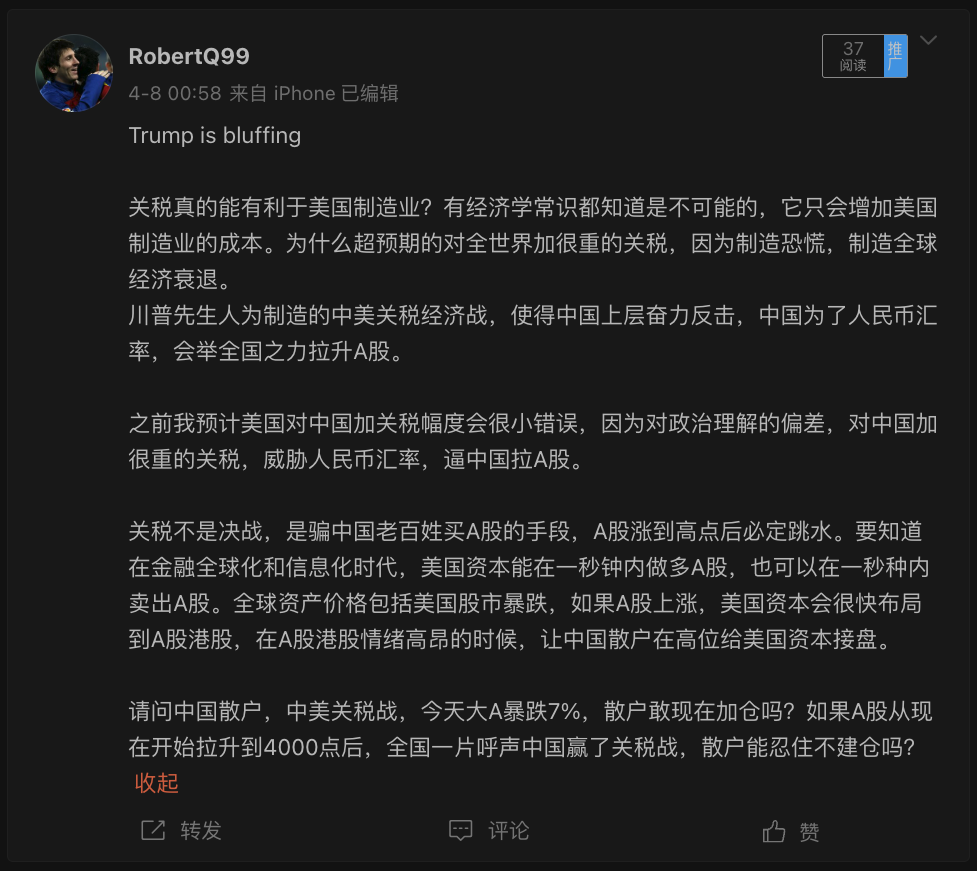 RobertQ99
37
阅读
推广
4-8 00:58 来自 iPhone 已编辑
Trump is bluffing
关税真的能有利于美国制造业？有经济学常识都知道是不可能的，它只会增加美国
制造业的成本。为什么超预期的对全世界加很重的关税，因为制造恐慌，制造全球
经济衰退。
川普先生人为制造的中美关税经济战，使得中国上层奋力反击，中国为了人民币汇
率，会举全国之力拉升A股。
之前我预计美国对中国加关税幅度会很小错误，因为对政治理解的偏差，对中国加
很重的关税，威胁人民币汇率，逼中国拉A股。
关税不是决战，是骗中国老百姓买A股的手段，A股涨到高点后必定跳水。要知道
在金融全球化和信息化时代，美国资本能在一秒钟内做多A股，也可以在一秒种内
卖出A股。全球资产价格包括美国股市暴跌，如果A股上涨，美国资本会很快布局
到A股港股，在A股港股情绪高昂的时候，让中国散户在高位给美国资本接盘。
请问中国散户，中美关税战，今天大A暴跌7%，散户敢现在加仓吗？如果A股从现
在开始拉升到4000点后，全国一片呼声中国赢了关税战，散户能忍住不建仓吗？
收起
转发
评论
赞